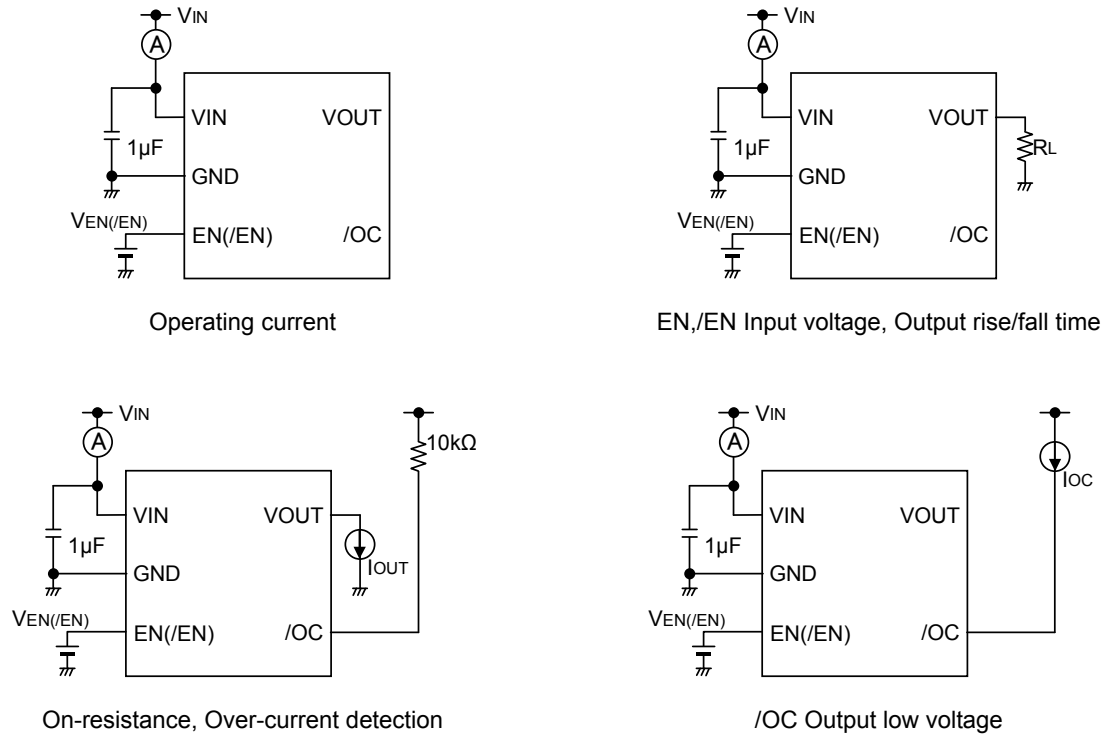 VIN
A
VIN VOUT
1µF
GND
VEN(/EN)
EN(/EN) /OC
Operating current
VIN
A
VIN VOUT
RL
1µF
GND
VEN(/EN)
EN(/EN) /OC
EN,/EN Input voltage, Output rise/fall time
VIN
A
10kΩ
VIN VOUT
1µF
IOUT
GND
VEN(/EN)
EN(/EN) /OC
On-resistance, Over-current detection
VIN
A
IOC
VIN VOUT
1µF
GND
VEN(/EN)
EN(/EN) /OC
/OC Output low voltage